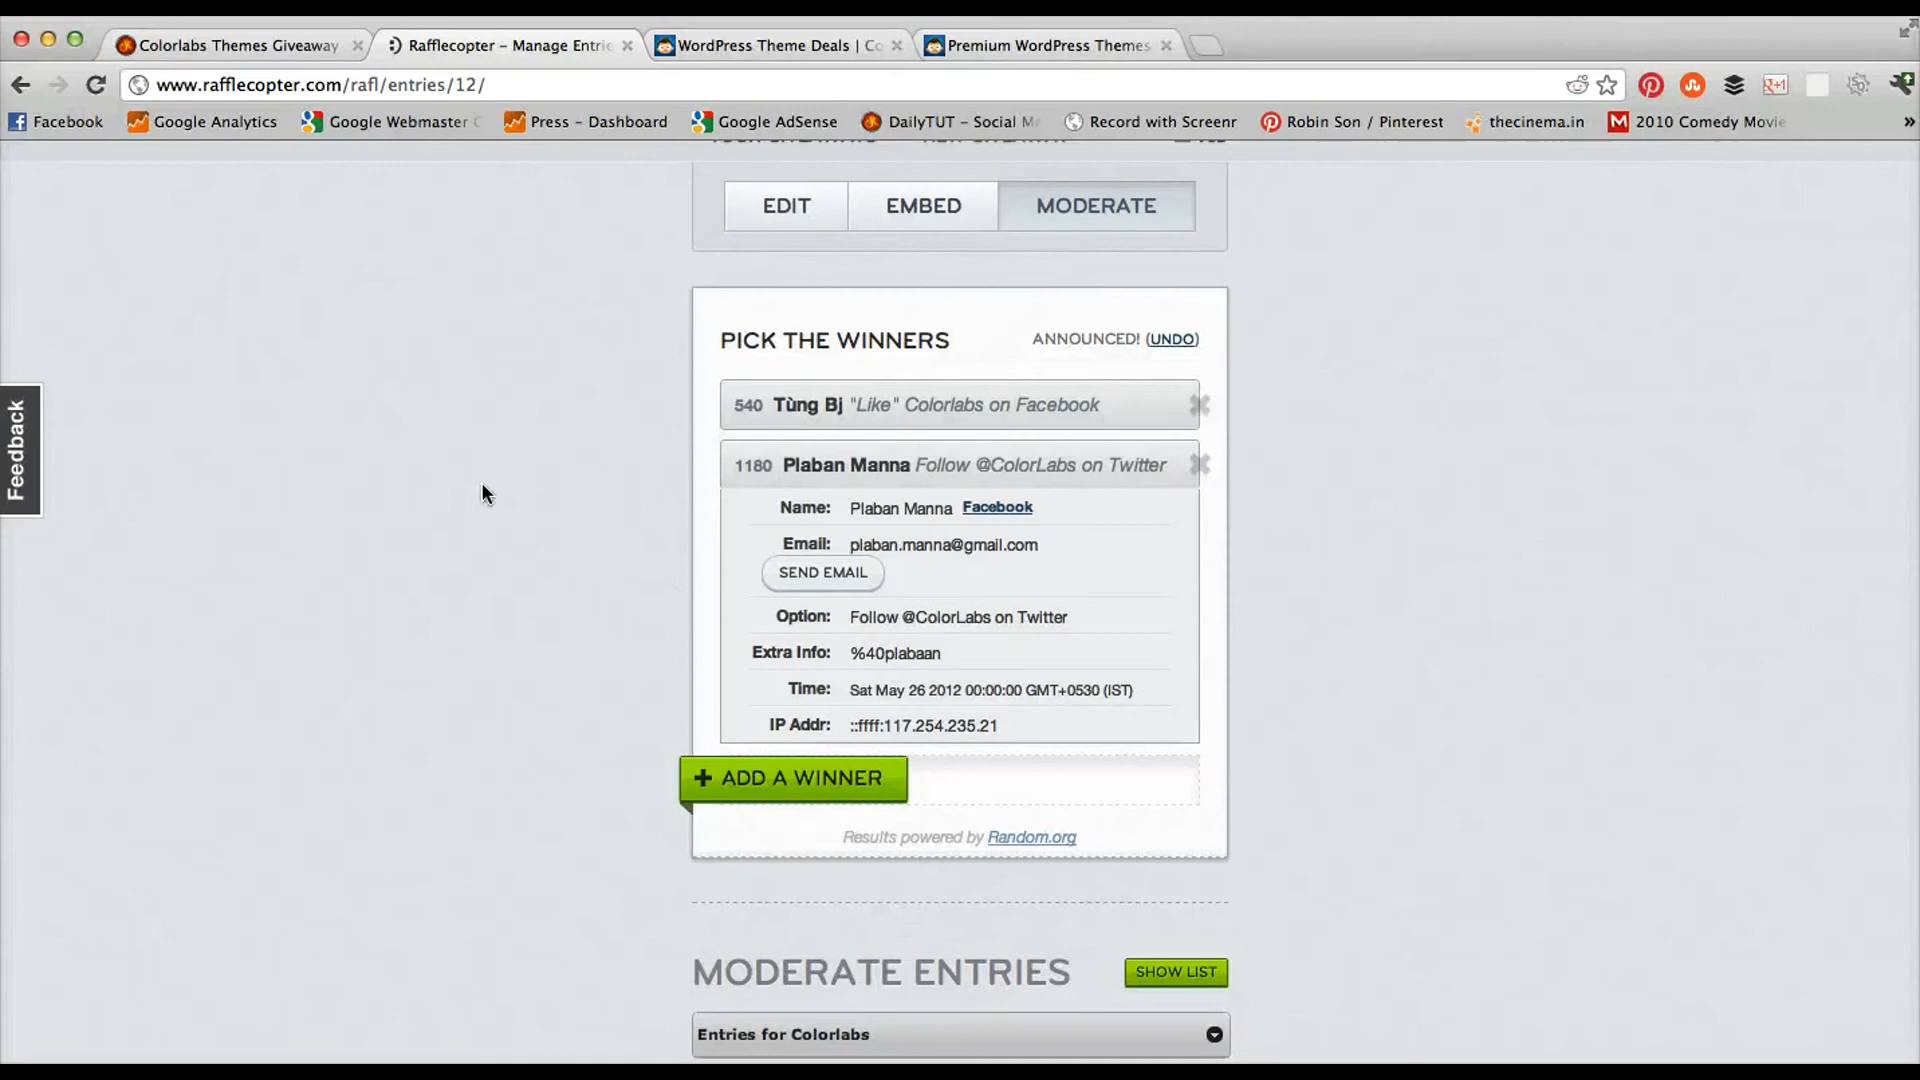 Colorlabs Themes Giveaway
Rafflecopter – Manage Entrie
WordPress Theme Deals | Co
Premium WordPress Themes
www.rafflecopter.com/rafl/entries/12/
Facebook
Google Analytics
Google Webmaster C
Press – Dashboard
Google AdSense
DailyTUT – Social Me
Record with Screenr
Robin Son / Pinterest
thecinema.in
2010 Comedy Movie
»
EDIT
EMBED
MODERATE
PICK THE WINNERS
ANNOUNCED! (UNDO)
540 Tùng Bj "Like" Colorlabs on Facebook
1180 Plaban Manna Follow @ColorLabs on Twitter
Name: Plaban Manna Facebook
Email: plaban.manna@gmail.com
SEND EMAIL
Option: Follow @ColorLabs on Twitter
Extra Info: %40plabaan
Time: Sat May 26 2012 00:00:00 GMT+0530 (IST)
IP Addr: ::ffff:117.254.235.21
+ ADD A WINNER
Results powered by Random.org
Feedback
MODERATE ENTRIES
SHOW LIST
Entries for Colorlabs